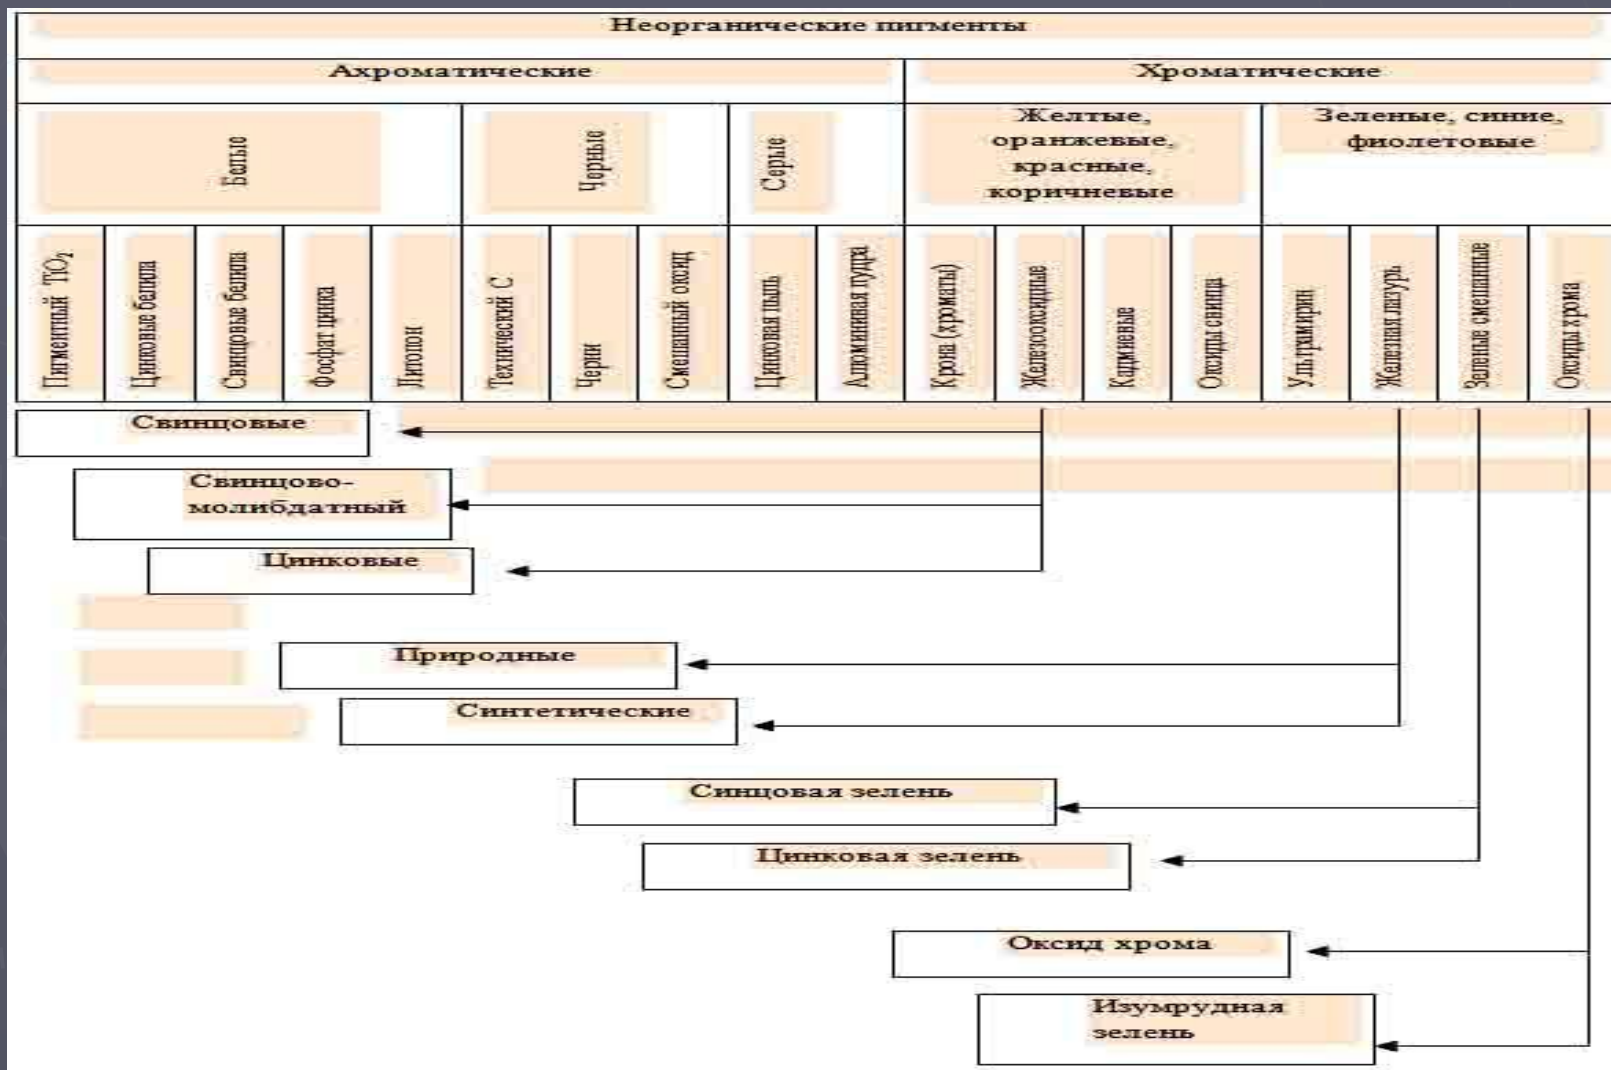 Неорганические пигменты
Ахроматические
Хроматические
Белые
Черные
Серые
Желтые,
оранжевые,
красные,
коричневые
Зеленые, синие,
фиолетовые
Пигментный TiO₂
Цинковые белила
Свинцовые белила
Фосфат цинка
Литопон
Технический С
Черни
Смешанный оксид
Цинковая пыль
Алюминиевая пудра
Крона (хроматы)
Железооксидные
Кадмиевые
Оксиды свинца
Ультрамирин
Железная лазурь
Зеленые смешанные
Оксиды хрома
Свинцовые
Свинцово-
молибдатный
Цинковые
Природные
Синтетические
Синцовая зелень
Цинковая зелень
Оксид хрома
Изумрудная
зелень